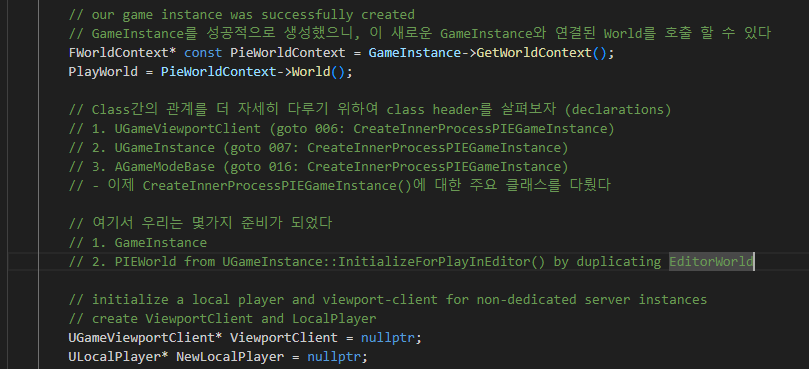 // our game instance was successfully created
// GameInstance를 성공적으로 생성했으니, 이 새로운 GameInstance와 연결된 World를 호출 할 수 있다
FWorldContext* const PieWorldContext = GameInstance->GetWorldContext();
PlayWorld = PieWorldContext->World();
// Class간의 관계를 더 자세히 다루기 위하여 class header를 살펴보자 (declarations)
// 1. UGameViewportClient (goto 006: CreateInnerProcessPIEGameInstance)
// 2. UGameInstance (goto 007: CreateInnerProcessPIEGameInstance)
// 3. AGameModeBase (goto 016: CreateInnerProcessPIEGameInstance)
// - 이제 CreateInnerProcessPIEGameInstance()에 대한 주요 클래스를 다뤘다
// 여기서 우리는 몇가지 준비가 되었다
// 1. GameInstance
// 2. PIEWorld from UGameInstance::InitializeForPlayInEditor() by duplicating EditorWorld
// initialize a local player and viewport-client for non-dedicated server instances
// create ViewportClient and LocalPlayer
UGameViewportClient* ViewportClient = nullptr;
ULocalPlayer* NewLocalPlayer = nullptr;